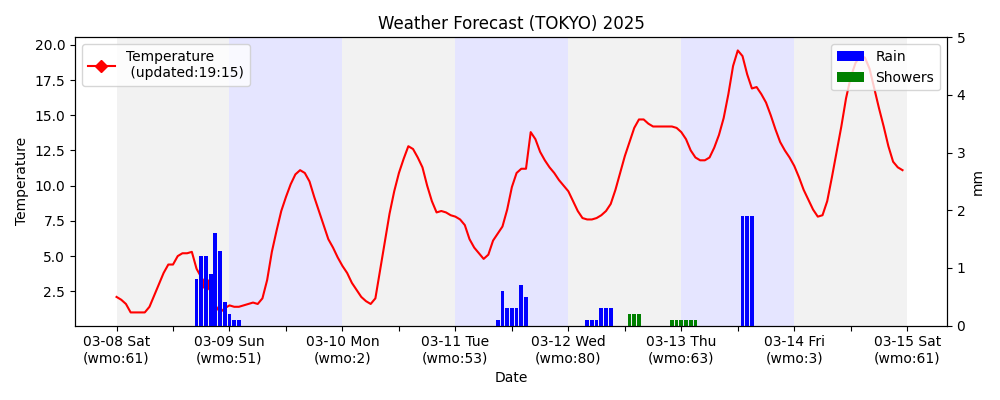 Weather Forecast (TOKYO) 2025
Temperature
(updated:19:15)
Rain
Showers
20.0
17.5
15.0
12.5
10.0
7.5
5.0
2.5
Temperature
5
4
3
2
1
0
mm
03-08 Sat
(wmo:61)
03-09 Sun
(wmo:51)
03-10 Mon
(wmo:2)
03-11 Tue
(wmo:53)
03-12 Wed
(wmo:80)
03-13 Thu
(wmo:63)
03-14 Fri
(wmo:3)
03-15 Sat
(wmo:61)
Date